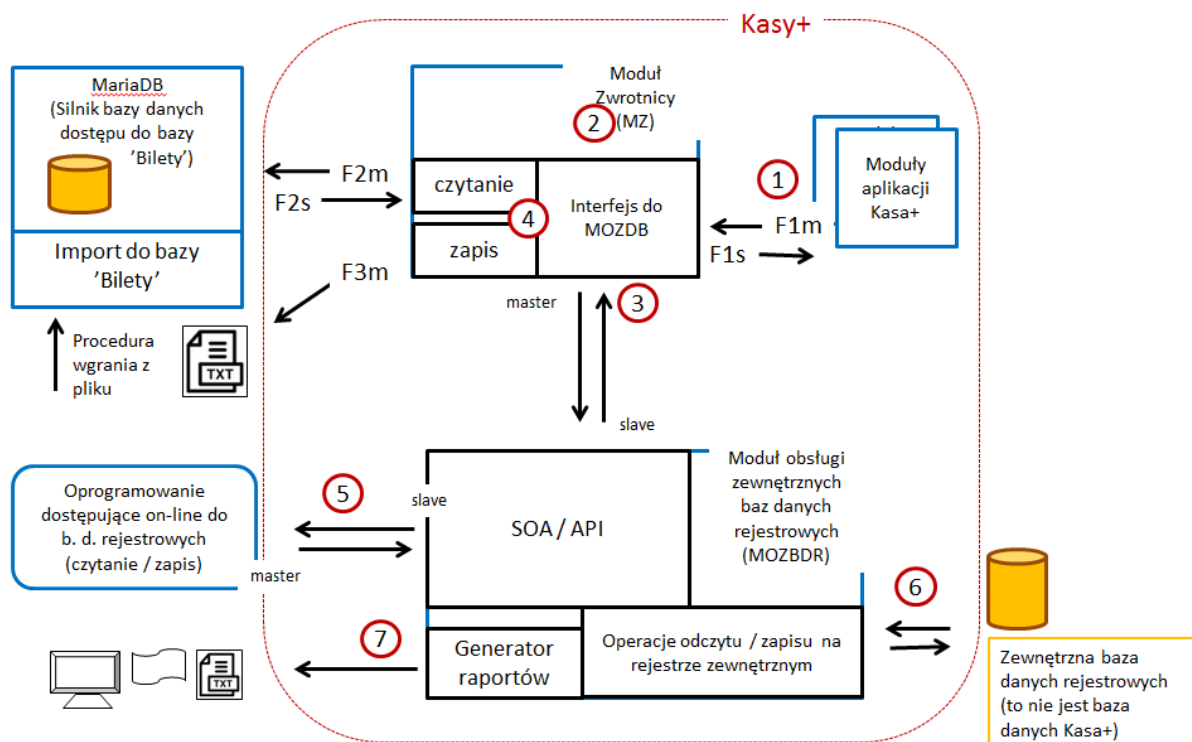 Kasy+
MariaDB
(Silnik bazy danych
dostępu do bazy
'Bilety')
Import do bazy
'Bilety'
Procedura
wgrania z
pliku
TXT
F2m
F2s
F3m
Moduł
Zwrotnicy
(MZ)
2
czytanie
zapis
4
Interfejs do
MOZDB
1
F1m
F1s
Moduły
aplikacji
Kasa+
master
3
slave
Oprogramowanie
dostępujące on-line do
b. d. rejestrowych
(czytanie / zapis)
5
slave
master
SOA / API
Moduł obsługi
zewnętrznych
baz danych
rejestrowych
(MOZBDR)
6
7
Generator
raportów
Operacje odczytu / zapisu na
rejestrze zewnętrznym
TXT
Zewnętrzna baza
danych rejestrowych
(to nie jest baza
danych Kasa+)